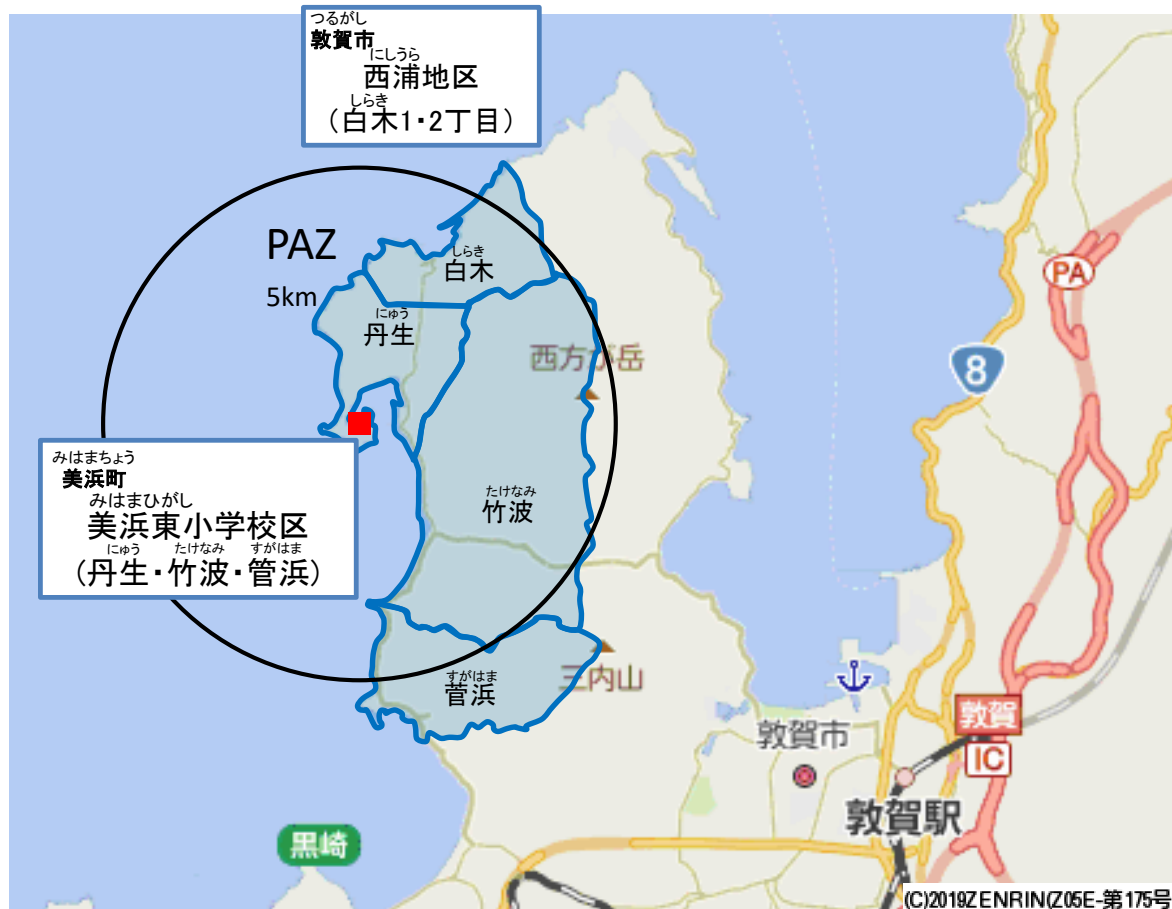 つるがし
敦賀市
にしうら
西浦地区
しらき
（白木1・2丁目）
PAZ
5km
しらき
白木
にゅう
丹生
西方が岳
PA
8
みはまちょう
美浜町
みはまひがし
美浜東小学校区
にゅう たけなみ すがはま
（丹生・竹波・管浜）
たけなみ
竹波
すがはま
菅浜
三内山
敦賀
敦賀市
IC
敦賀駅
黒崎
(C)2019ZENRIN(Z05E-第175号